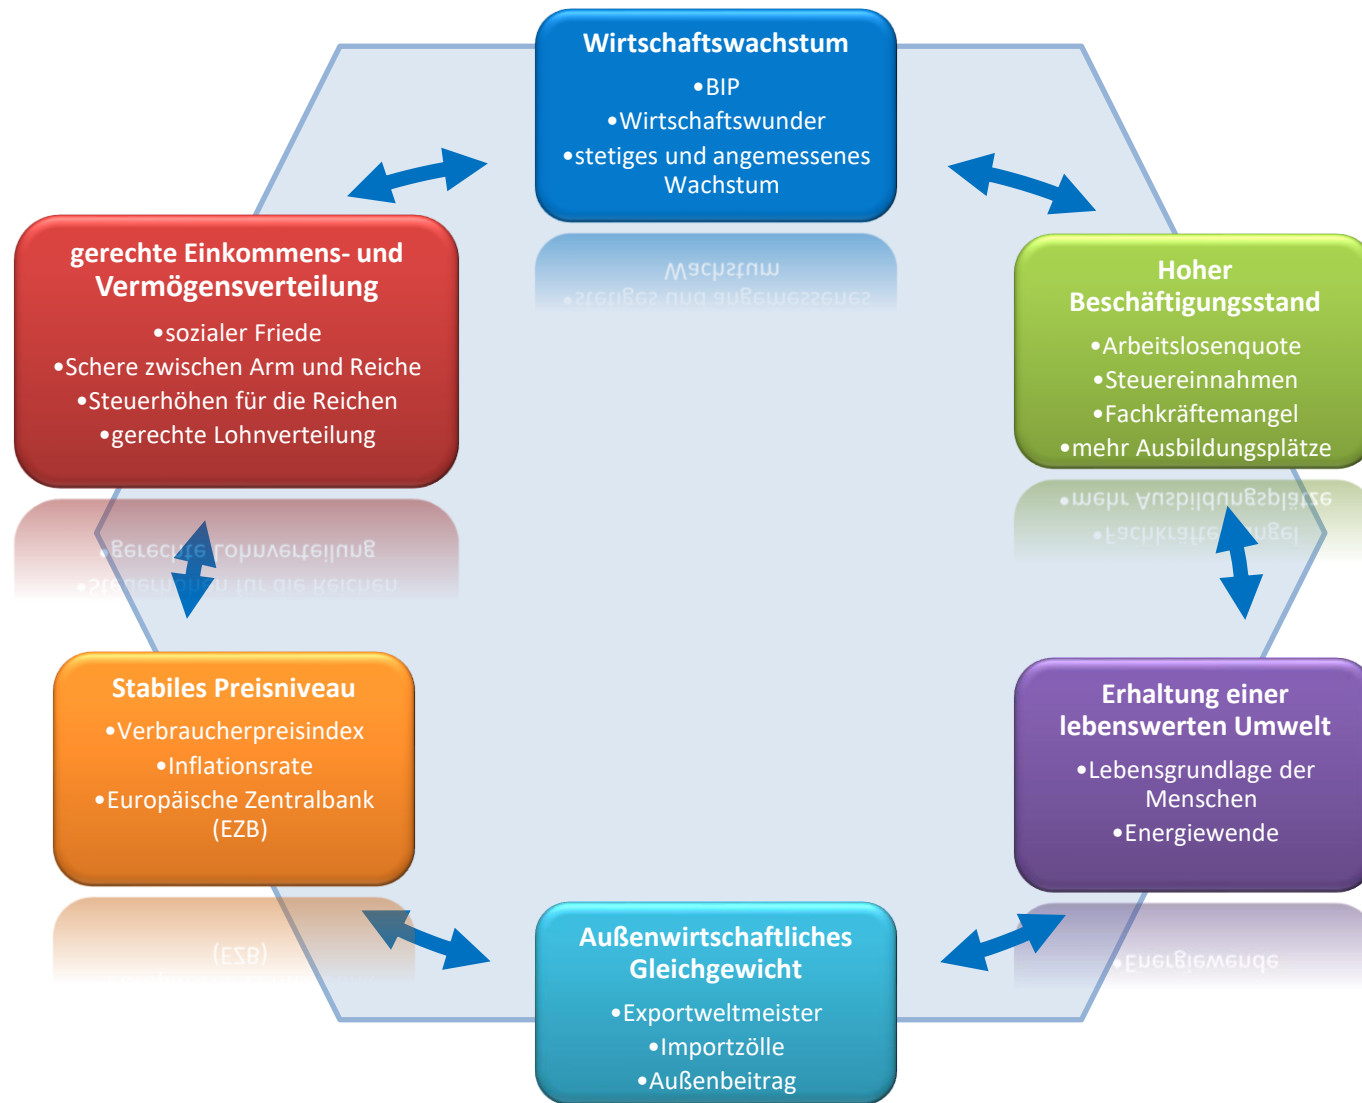 Wirtschaftswachstum
•BIP
•Wirtschaftswunder
•stetiges und angemessenes
Wachstum
gerechte Einkommens- und
Vermögensverteilung
•sozialer Friede
•Schere zwischen Arm und Reiche
•Steuerhöhen für die Reichen
•gerechte Lohnverteilung
Hoher
Beschäftigungsstand
•Arbeitslosenquote
•Steuereinnahmen
•Fachkräftemangel
•mehr Ausbildungsplätze
Stabiles Preisniveau
•Verbraucherpreisindex
•Inflationsrate
•Europäische Zentralbank
(EZB)
Erhaltung einer
lebenswerten Umwelt
•Lebensgrundlage der
Menschen
•Energiewende
Außenwirtschaftliches
Gleichgewicht
•Exportweltmeister
•Importzölle
•Außenbeitrag